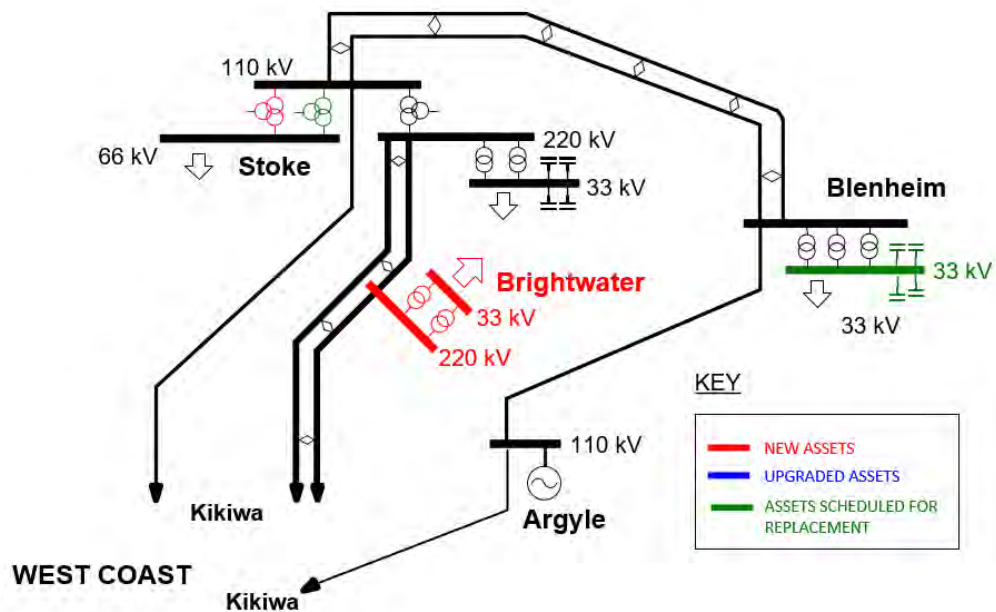 110 kV
66 kV
Stoke
220 kV
33 kV
Blenheim
33 kV
33 kV
Brightwater
33 kV
220 kV
KEY
NEW ASSETS
UPGRADED ASSETS
ASSETS SCHEDULED FOR
REPLACEMENT
110 kV
Argyle
Kikiwa
WEST COAST
Kikiwa